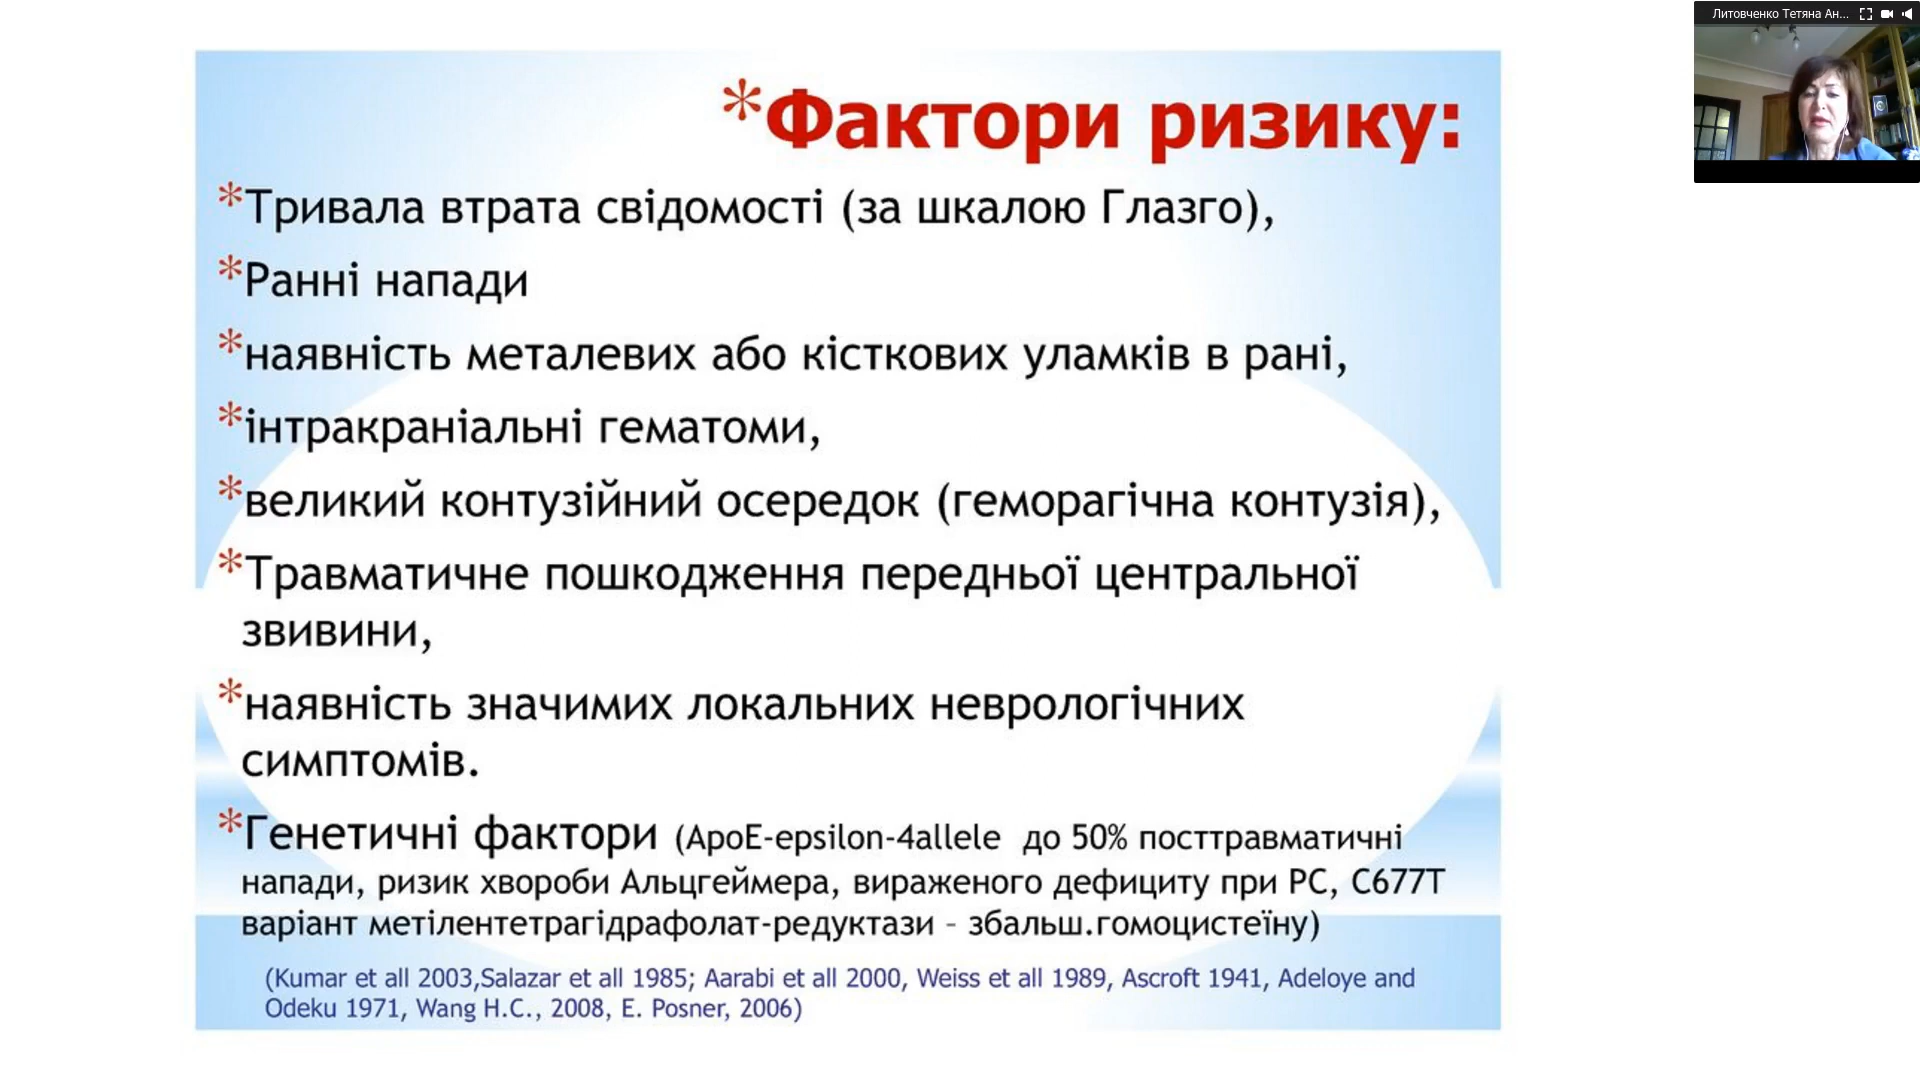 Литовченко Тетяна Ан...
*Фактори ризику:
*Тривала втрата свідомості (за шкалою Глазго),
*Ранні напади
*наявність металевих або кісткових уламків в рані,
*інтракраніальні гематоми,
*великий контузійний осередок (геморагічна контузія),
*Травматичне пошкодження передньої центральної
звивини,
*наявність значимих локальних неврологічних
симптомів.
*Генетичні фактори (ApoE-epsilon-4allele до 50% посттравматичні
напади, ризик хвороби Альцгеймера, вираженого дефициту при РС, C677T
варіант метілентетрагідрафолат-редуктази - збальш.гомоцистеїну)
(Kumar et all 2003,Salazar et all 1985; Aarabi et all 2000, Weiss et all 1989, Ascroft 1941, Adeloye and
Odeku 1971, Wang H.C., 2008, E. Posner, 2006)